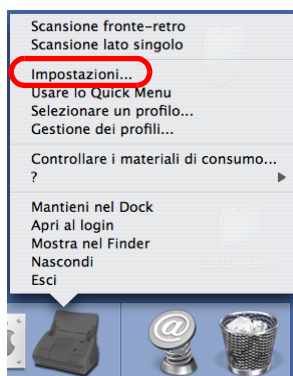 Scansione fronte-retro
Scansione lato singolo
Impostazioni...
Usare lo Quick Menu
Selezionare un profilo...
Gestione dei profili...
Controllare i materiali di consumo...
?
Mantieni nel Dock
Apri al login
Mostra nel Finder
Nascondi
Esci
@